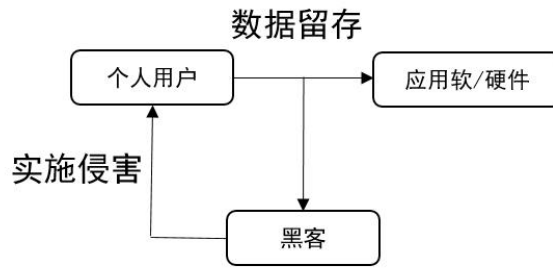 数据留存
个人用户
应用软/硬件
实施侵害
黑客